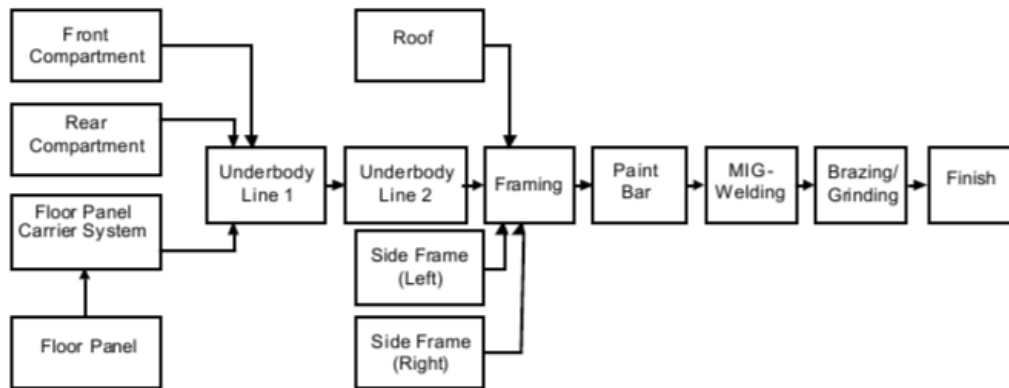 Front
Compartment
Roof
Rear
Compartment
Underbody
Line 1
Underbody
Line 2
Framing
Paint
Bar
MIG-
Welding
Brazing/
Grinding
Finish
Floor Panel
Carrier System
Side Frame
(Left)
Floor Panel
Side Frame
(Right)